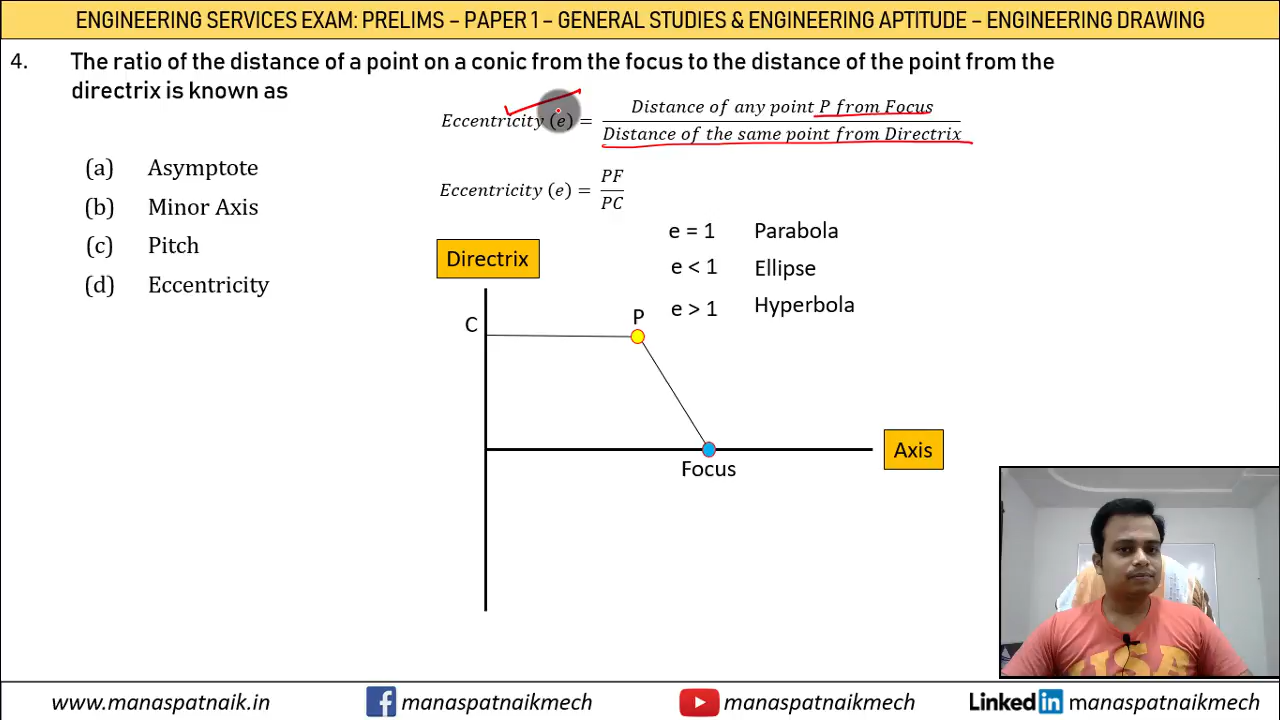 ENGINEERING SERVICES EXAM: PRELIMS – PAPER 1 – GENERAL STUDIES & ENGINEERING APTITUDE – ENGINEERING DRAWING
4. The ratio of the distance of a point on a conic from the focus to the distance of the point from the
directrix is known as
Eccentricity (e) = Distance of any point P from Focus
Distance of the same point from Directrix
(a) Asymptote
(b) Minor Axis
(c) Pitch
(d) Eccentricity
Eccentricity (e) = PF
PC
e = 1 Parabola
e < 1 Ellipse
e > 1 Hyperbola
Directrix
C
P
Axis
Focus
www.manaspatnaik.in
f manaspatnaikmech
manaspatnaikmech
Linked in manaspatnaikmech